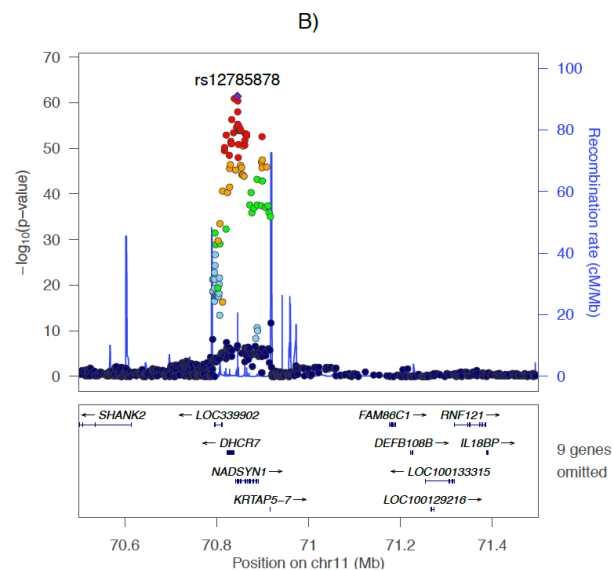 B)
rs12785878
70
60
50
40
30
20
10
0
−log10(p−value)
100
80
60
40
20
0
Recombination rate (cM/Mb)
← SHANK2
← LOC339902
FAM86C1 →
RNF121 →
← DHCR7
DEFB108B →
IL18BP →
NADSYN1 →
← LOC100133315
KRTAP5−7 →
LOC100129216 →
9 genes
omitted
70.6
70.8
71
71.2
71.4
Position on chr11 (Mb)